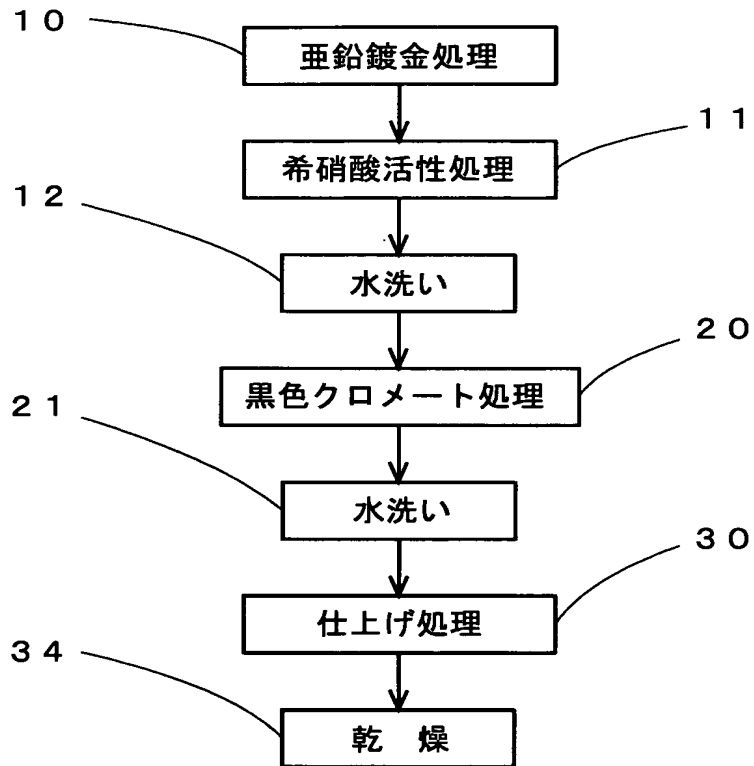 １０
亜鉛鍍金処理
１１
希硝酸活性処理
１２
水洗い
２０
黒色クロメート処理
２１
水洗い
３０
仕上げ処理
３４
乾　燥